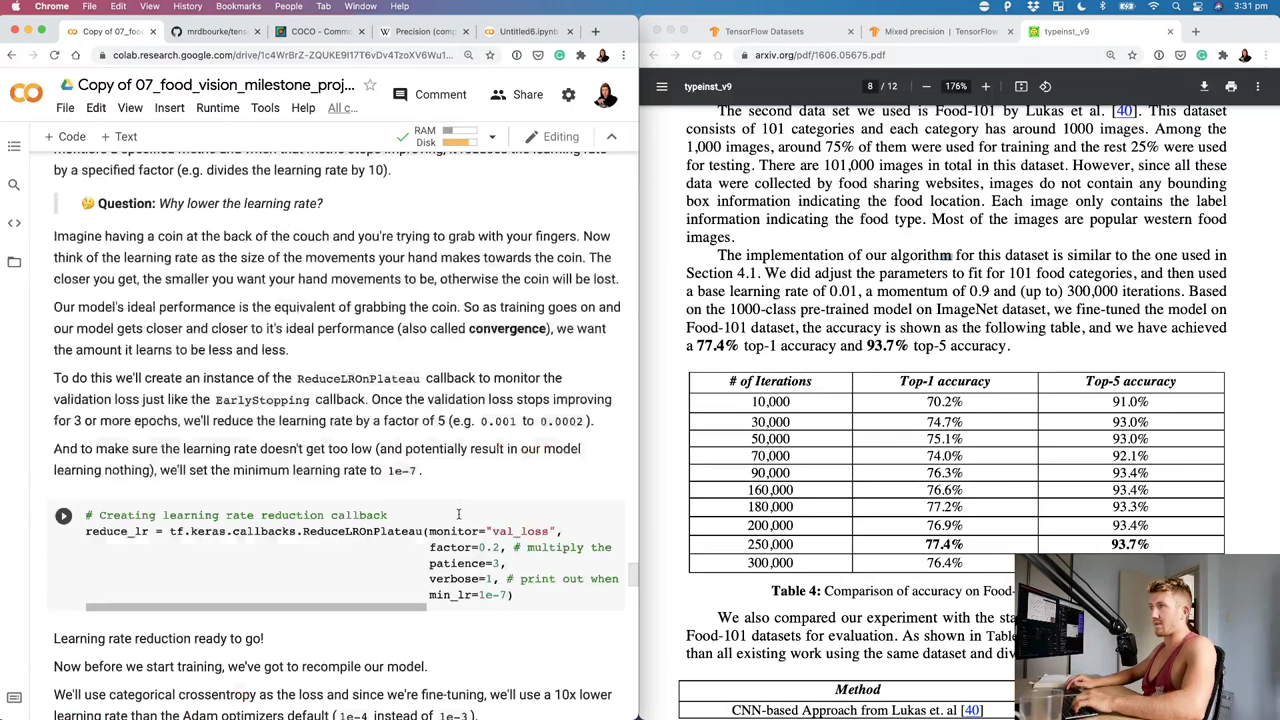 Chrome File Edit View History Bookmarks People Tab Window Help
3:31 pm
Copy of 07_foo
mrdbourke/tens
COCO - Commo
Precision (comp
Untitled6.ipynb
colab.research.google.com/drive/1c4WrBrZ-ZQUKE9I17T6vDv4TzvO_yWu1...
Copy of 07_food_vision_milestone_proj...
File Edit View Insert Runtime Tools Help All c...
Comment
Share
+ Code + Text
RAM
Disk
Editing
by a specified factor (e.g. divides the learning rate by 10).
🤔 Question: Why lower the learning rate?
Imagine having a coin at the back of the couch and you're trying to grab with your fingers. Now
think of the learning rate as the size of the movements your hand makes towards the coin. The
closer you get, the smaller you want your hand movements to be, otherwise the coin will be lost.
Our model's ideal performance is the equivalent of grabbing the coin. So as training goes on and
our model gets closer and closer to it's ideal performance (also called convergence), we want
the amount it learns to be less and less.
To do this we'll create an instance of the ReduceLROnPlateau callback to monitor the
validation loss just like the EarlyStopping callback. Once the validation loss stops improving
for 3 or more epochs, we'll reduce the learning rate by a factor of 5 (e.g. 0.001 to 0.0002).
And to make sure the learning rate doesn't get too low (and potentially result in our model
learning nothing), we'll set the minimum learning rate to 1e-7.
# Creating learning rate reduction callback
reduce_lr = tf.keras.callbacks.ReduceLROnPlateau(monitor="val_loss",
factor=0.2, # multiply the
patience=3,
verbose=1, # print out when
min_lr=1e-7)
Learning rate reduction ready to go!
Now before we start training, we've got to recompile our model.
We'll use categorical crossentropy as the loss and since we're fine-tuning, we'll use a 10x lower
learning rate than the Adam optimizers default (1e-4 instead of 1e-3).
TensorFlow Datasets
Mixed precision | TensorFlow
typeinst_v9
arxiv.org/pdf/1606.05675.pdf
typeinst_v9
8 / 12
176%
The second data set we used is Food-101 by Lukas et al. [40]. This dataset
consists of 101 categories and each category has around 1000 images. Among the
1,000 images, around 75% of them were used for training and the rest 25% were used
for testing. There are 101,000 images in total in this dataset. However, since all these
data were collected by food sharing websites, images do not contain any bounding
box information indicating the food location. Each image only contains the label
information indicating the food type. Most of the images are popular western food
images.
The implementation of our algorithm for this dataset is similar to the one used in
Section 4.1. We did adjust the parameters to fit for 101 food categories, and then used
a base learning rate of 0.01, a momentum of 0.9 and (up to) 300,000 iterations. Based
on the 1000-class pre-trained model on ImageNet dataset, we fine-tuned the model on
Food-101 dataset, the accuracy is shown as the following table, and we have achieved
a 77.4% top-1 accuracy and 93.7% top-5 accuracy.
# of Iterations Top-1 accuracy Top-5 accuracy
10,000 70.2% 91.0%
30,000 74.7% 93.0%
50,000 75.1% 93.0%
70,000 74.0% 92.1%
90,000 76.3% 93.4%
160,000 76.6% 93.4%
180,000 77.2% 93.3%
200,000 76.9% 93.4%
250,000 77.4% 93.7%
300,000 76.4%
Table 4: Comparison of accuracy on Food-
We also compared our experiment with the sta
Food-101 datasets for evaluation. As shown in Table
than all existing work using the same dataset and div
Method
CNN-based Approach from Lukas et. al [40]